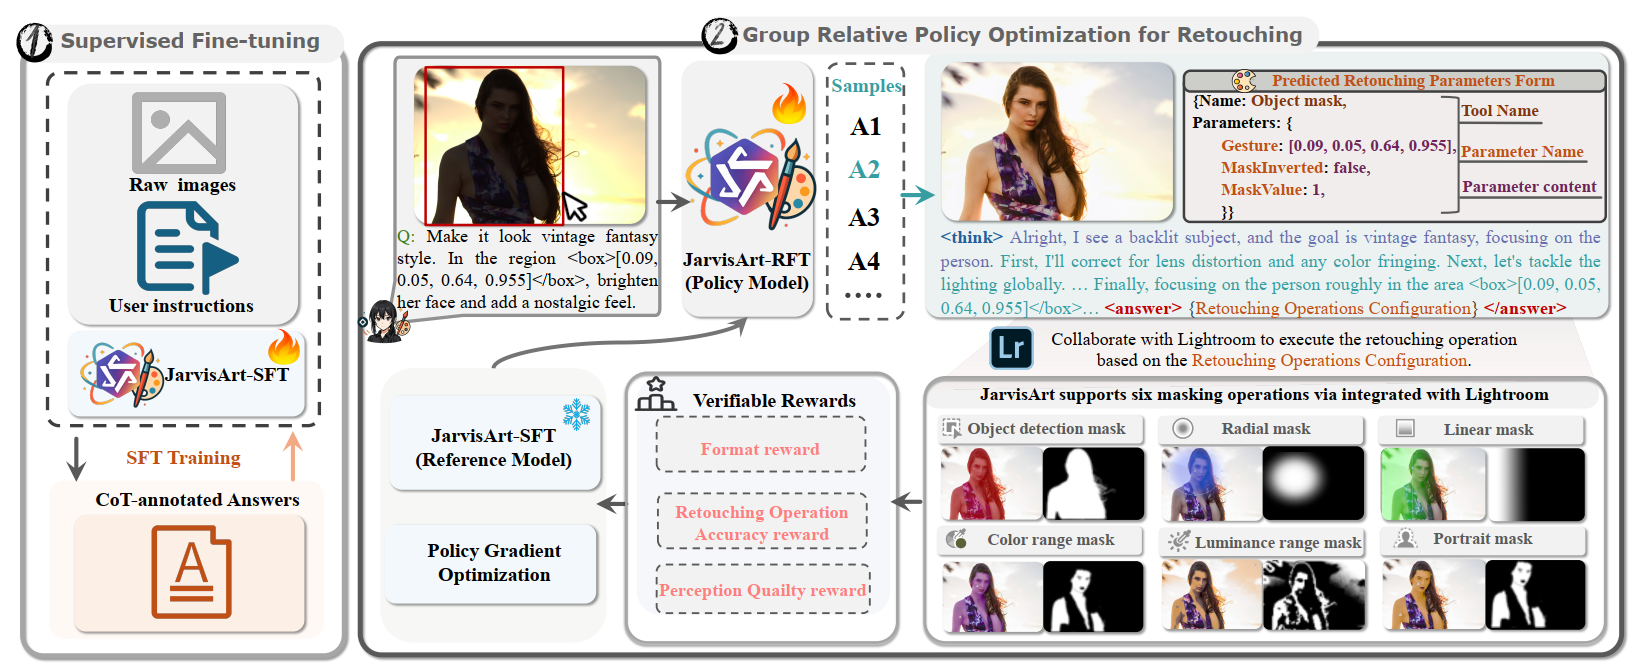 1 Supervised Fine-tuning
Raw images
User instructions
JarvisArt-SFT
SFT Training
CoT-annotated Answers
A
2 Group Relative Policy Optimization for Retouching
Q: Make it look vintage fantasy
style. In the region <box>[0.09,
0.05, 0.64, 0.955]</box>, brighten
her face and add a nostalgic feel.
JarvisArt-RFT
(Policy Model)
Samples
A1
A2
A3
A4
....
Predicted Retouching Parameters Form
{Name: Object mask,
Parameters: {
Gesture: [0.09, 0.05, 0.64, 0.955],
MaskInverted: false,
MaskValue: 1,
}}
Tool Name
Parameter Name
Parameter content
<think> Alright, I see a backlit subject, and the goal is vintage fantasy, focusing on the
person. First, I'll correct for lens distortion and any color fringing. Next, let's tackle the
lighting globally. ... Finally, focusing on the person roughly in the area <box>[0.09, 0.05,
0.64, 0.955]</box>... <answer> {Retouching Operations Configuration} </answer>
Lr
Collaborate with Lightroom to execute the retouching operation
based on the Retouching Operations Configuration.
JarvisArt supports six masking operations via integrated with Lightroom
Object detection mask
Radial mask
Linear mask
Color range mask
Luminance range mask
Portrait mask
Verifiable Rewards
Format reward
Retouching Operation
Accuracy reward
Perception Quailty reward
JarvisArt-SFT
(Reference Model)
Policy Gradient
Optimization